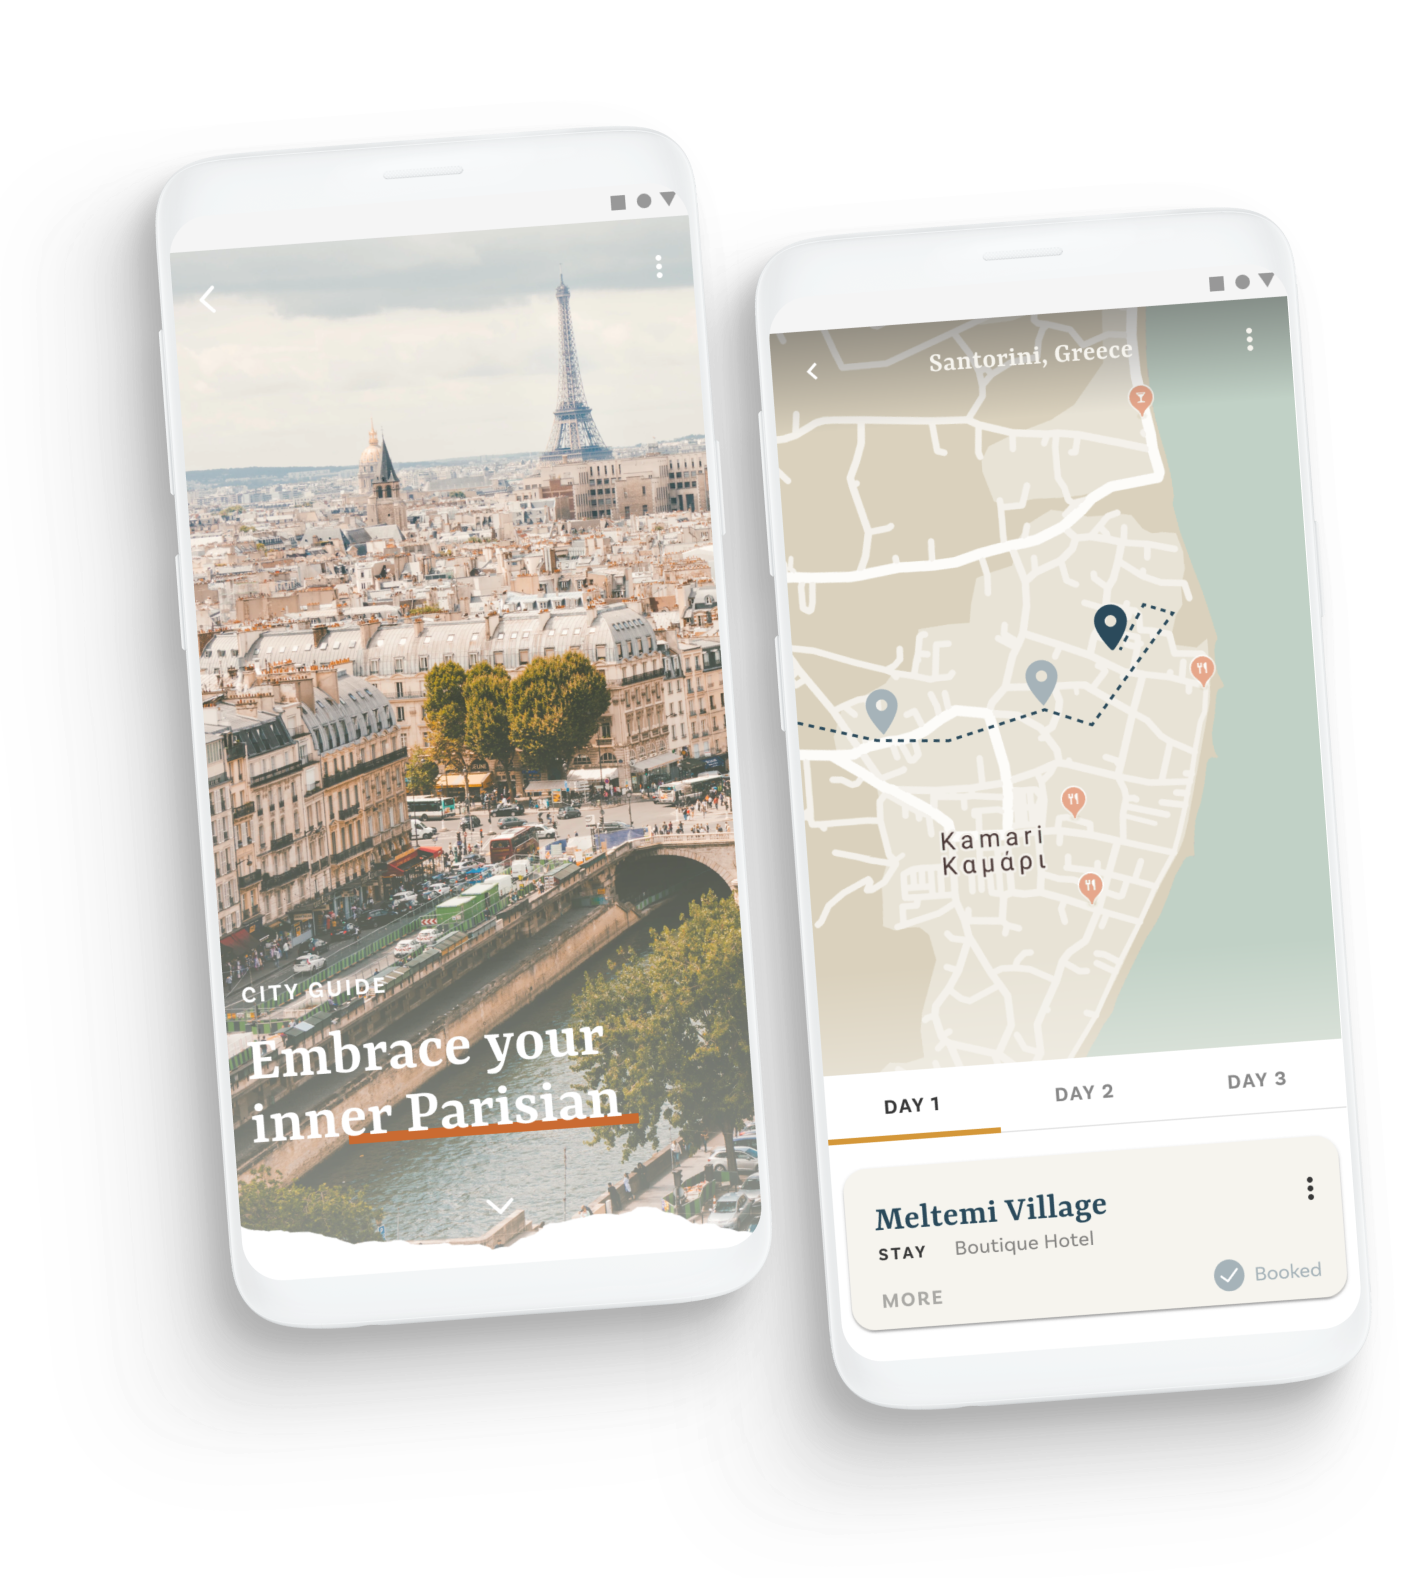 CITY GUIDE
Embrace your
inner Parisian
Santorini, Greece
Kamari
Καμάρι
DAY 1
DAY 2
DAY 3
Meltemi Village
STAY Boutique Hotel
Booked
MORE